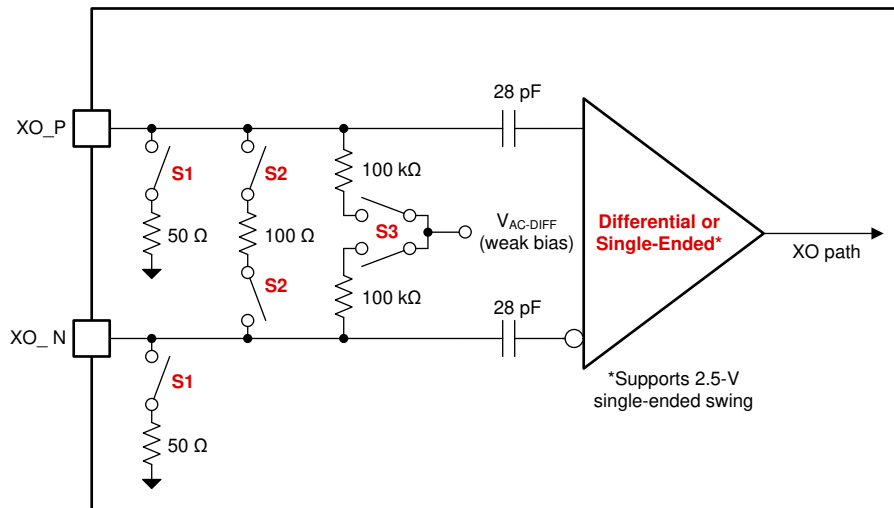 28 pF
XO_P
S1
S2
100 kΩ
S3
V_AC-DIFF
(weak bias)
Differential or
Single-Ended*
XO path
50 Ω
100 Ω
S2
100 kΩ
28 pF
XO_ N
S1
*Supports 2.5-V
single-ended swing
50 Ω